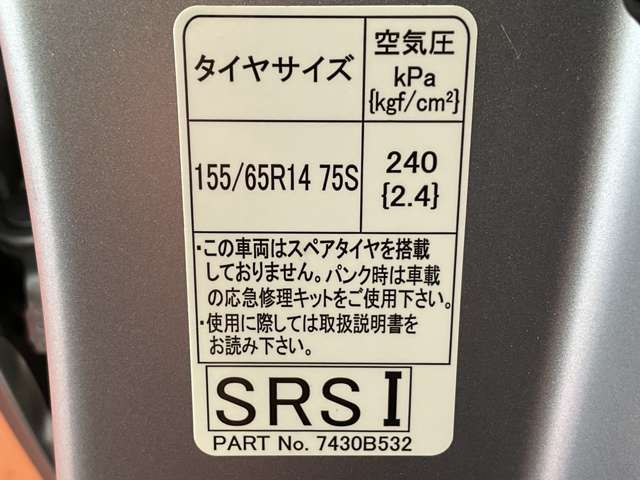 タイヤサイズ
空気圧
kPa
{kgf/cm²}
155/65R14 75S
240
{2.4}
・この車両はスペアタイヤを搭載
しておりません。パンク時は車載
の応急修理キットをご使用下さい。
・使用に際しては取扱説明書を
お読み下さい。
SRS I
PART No. 7430B532